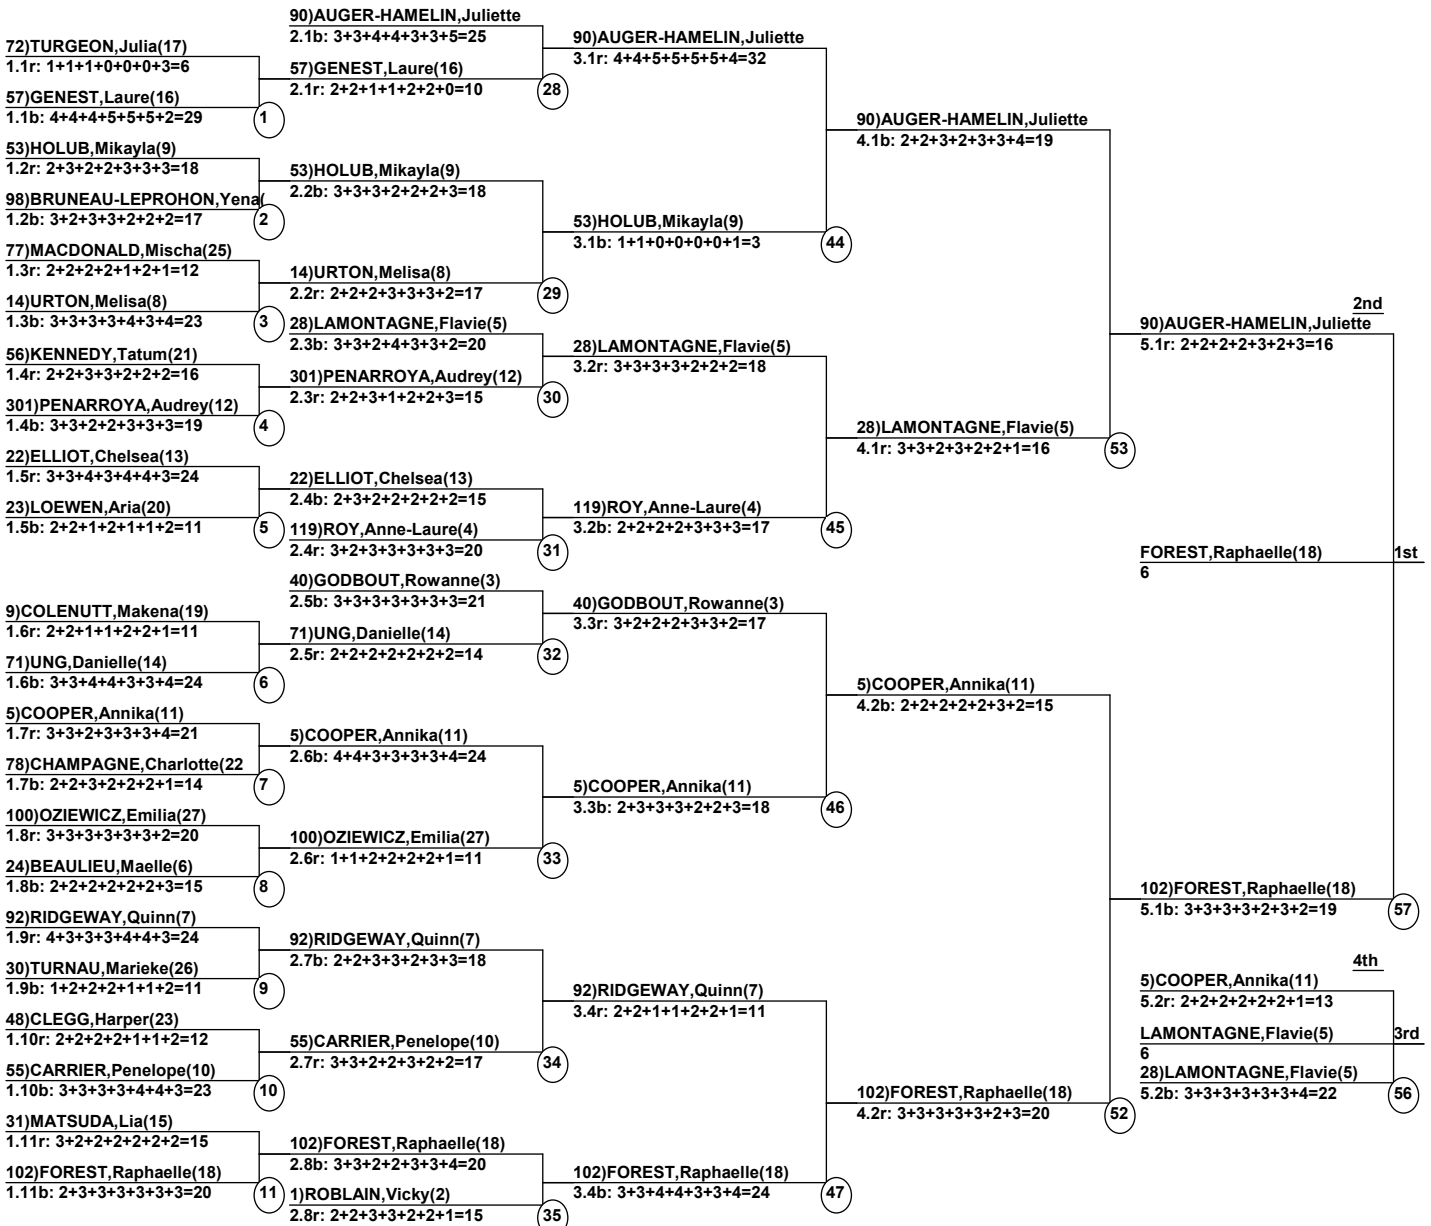 72)TURGEON,Julia(17)
1.1r: 1+1+1+0+0+0+3=6
57)GENEST,Laure(16)
1.1b: 4+4+4+5+5+5+2=29
1
53)HOLUB,Mikayla(9)
1.2r: 2+3+2+2+3+3+3=18
98)BRUNEAU-LEPROHON,Yena(
1.2b: 3+2+3+3+2+2+2=17
2
77)MACDONALD,Mischa(25)
1.3r: 2+2+2+2+1+2+1=12
14)URTON,Melisa(8)
1.3b: 3+3+3+3+4+3+4=23
3
56)KENNEDY,Tatum(21)
1.4r: 2+2+3+3+2+2+2=16
301)PENARROYA,Audrey(12)
1.4b: 3+3+2+2+3+3+3=19
4
22)ELLIOT,Chelsea(13)
1.5r: 3+3+4+3+4+4+3=24
23)LOEWEN,Aria(20)
1.5b: 2+2+1+2+1+1+2=11
5
9)COLENUTT,Makena(19)
1.6r: 2+2+1+1+2+2+1=11
71)UNG,Danielle(14)
1.6b: 3+3+4+4+3+3+4=24
6
5)COOPER,Annika(11)
1.7r: 3+3+2+3+3+3+4=21
78)CHAMPAGNE,Charlotte(22
1.7b: 2+2+3+2+2+2+1=14
7
100)OZIEWICZ,Emilia(27)
1.8r: 3+3+3+3+3+3+2=20
24)BEAULIEU,Maelle(6)
1.8b: 2+2+2+2+2+2+3=15
8
92)RIDGEWAY,Quinn(7)
1.9r: 4+3+3+3+4+4+3=24
30)TURNAU,Marieke(26)
1.9b: 1+2+2+2+1+1+2=11
9
48)CLEGG,Harper(23)
1.10r: 2+2+2+2+1+1+2=12
55)CARRIER,Penelope(10)
1.10b: 3+3+3+3+4+4+3=23
10
31)MATSUDA,Lia(15)
1.11r: 3+2+2+2+2+2+2=15
102)FOREST,Raphaelle(18)
1.11b: 2+3+3+3+3+3+3=20
11
90)AUGER-HAMELIN,Juliette
2.1b: 3+3+4+4+3+3+5=25
57)GENEST,Laure(16)
2.1r: 2+2+1+1+2+2+0=10
28
53)HOLUB,Mikayla(9)
2.2b: 3+3+3+2+2+2+3=18
14)URTON,Melisa(8)
2.2r: 2+2+2+3+3+3+2=17
29
28)LAMONTAGNE,Flavie(5)
2.3b: 3+3+2+4+3+3+2=20
301)PENARROYA,Audrey(12)
2.3r: 2+2+3+1+2+2+3=15
30
22)ELLIOT,Chelsea(13)
2.4b: 2+3+2+2+2+2+2=15
119)ROY,Anne-Laure(4)
2.4r: 3+2+3+3+3+3+3=20
31
40)GODBOUT,Rowanne(3)
2.5b: 3+3+3+3+3+3+3=21
71)UNG,Danielle(14)
2.5r: 2+2+2+2+2+2+2=14
32
5)COOPER,Annika(11)
2.6b: 4+4+3+3+3+3+4=24
100)OZIEWICZ,Emilia(27)
2.6r: 1+1+2+2+2+2+1=11
33
92)RIDGEWAY,Quinn(7)
2.7b: 2+2+3+3+2+3+3=18
55)CARRIER,Penelope(10)
2.7r: 3+3+2+2+3+2+2=17
34
102)FOREST,Raphaelle(18)
2.8b: 3+3+2+2+3+3+4=20
1)ROBLAIN,Vicky(2)
2.8r: 2+2+3+3+2+2+1=15
35
90)AUGER-HAMELIN,Juliette
3.1r: 4+4+5+5+5+5+4=32
53)HOLUB,Mikayla(9)
3.1b: 1+1+0+0+0+0+1=3
44
28)LAMONTAGNE,Flavie(5)
3.2r: 3+3+3+3+2+2+2=18
119)ROY,Anne-Laure(4)
3.2b: 2+2+2+2+3+3+3=17
45
40)GODBOUT,Rowanne(3)
3.3r: 3+2+2+2+3+3+2=17
5)COOPER,Annika(11)
3.3b: 2+3+3+3+2+2+3=18
46
92)RIDGEWAY,Quinn(7)
3.4r: 2+2+1+1+2+2+1=11
102)FOREST,Raphaelle(18)
3.4b: 3+3+4+4+3+3+4=24
47
90)AUGER-HAMELIN,Juliette
4.1b: 2+2+3+2+3+3+4=19
28)LAMONTAGNE,Flavie(5)
4.1r: 3+3+2+3+2+2+1=16
53
5)COOPER,Annika(11)
4.2b: 2+2+2+2+2+3+2=15
102)FOREST,Raphaelle(18)
4.2r: 3+3+3+3+3+2+3=20
52
2nd
90)AUGER-HAMELIN,Juliette
5.1r: 2+2+2+2+3+2+3=16
FOREST,Raphaelle(18)
1st
6
102)FOREST,Raphaelle(18)
5.1b: 3+3+3+3+2+3+2=19
57
4th
5)COOPER,Annika(11)
5.2r: 2+2+2+2+2+2+1=13
LAMONTAGNE,Flavie(5)
3rd
6
28)LAMONTAGNE,Flavie(5)
5.2b: 3+3+3+3+3+3+4=22
56